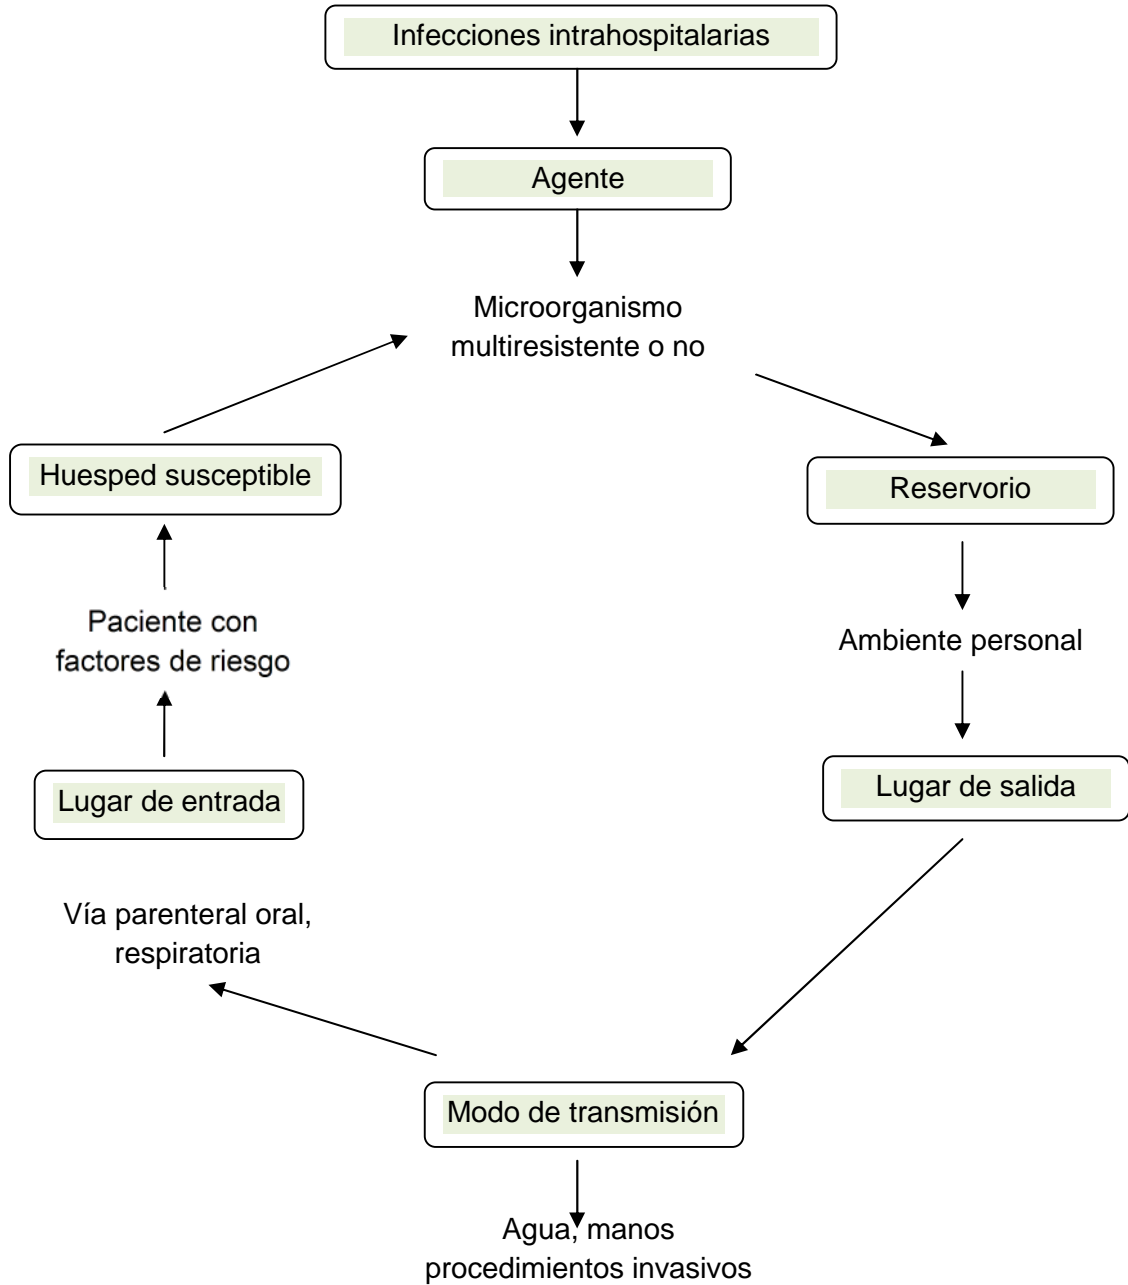 Infecciones intrahospitalarias
Agente
Microorganismo
multiresistente o no
Huesped susceptible
Reservorio
Paciente con
factores de riesgo
Ambiente personal
Lugar de entrada
Lugar de salida
Vía parenteral oral,
respiratoria
Modo de transmisión
Agua, manos
procedimientos invasivos